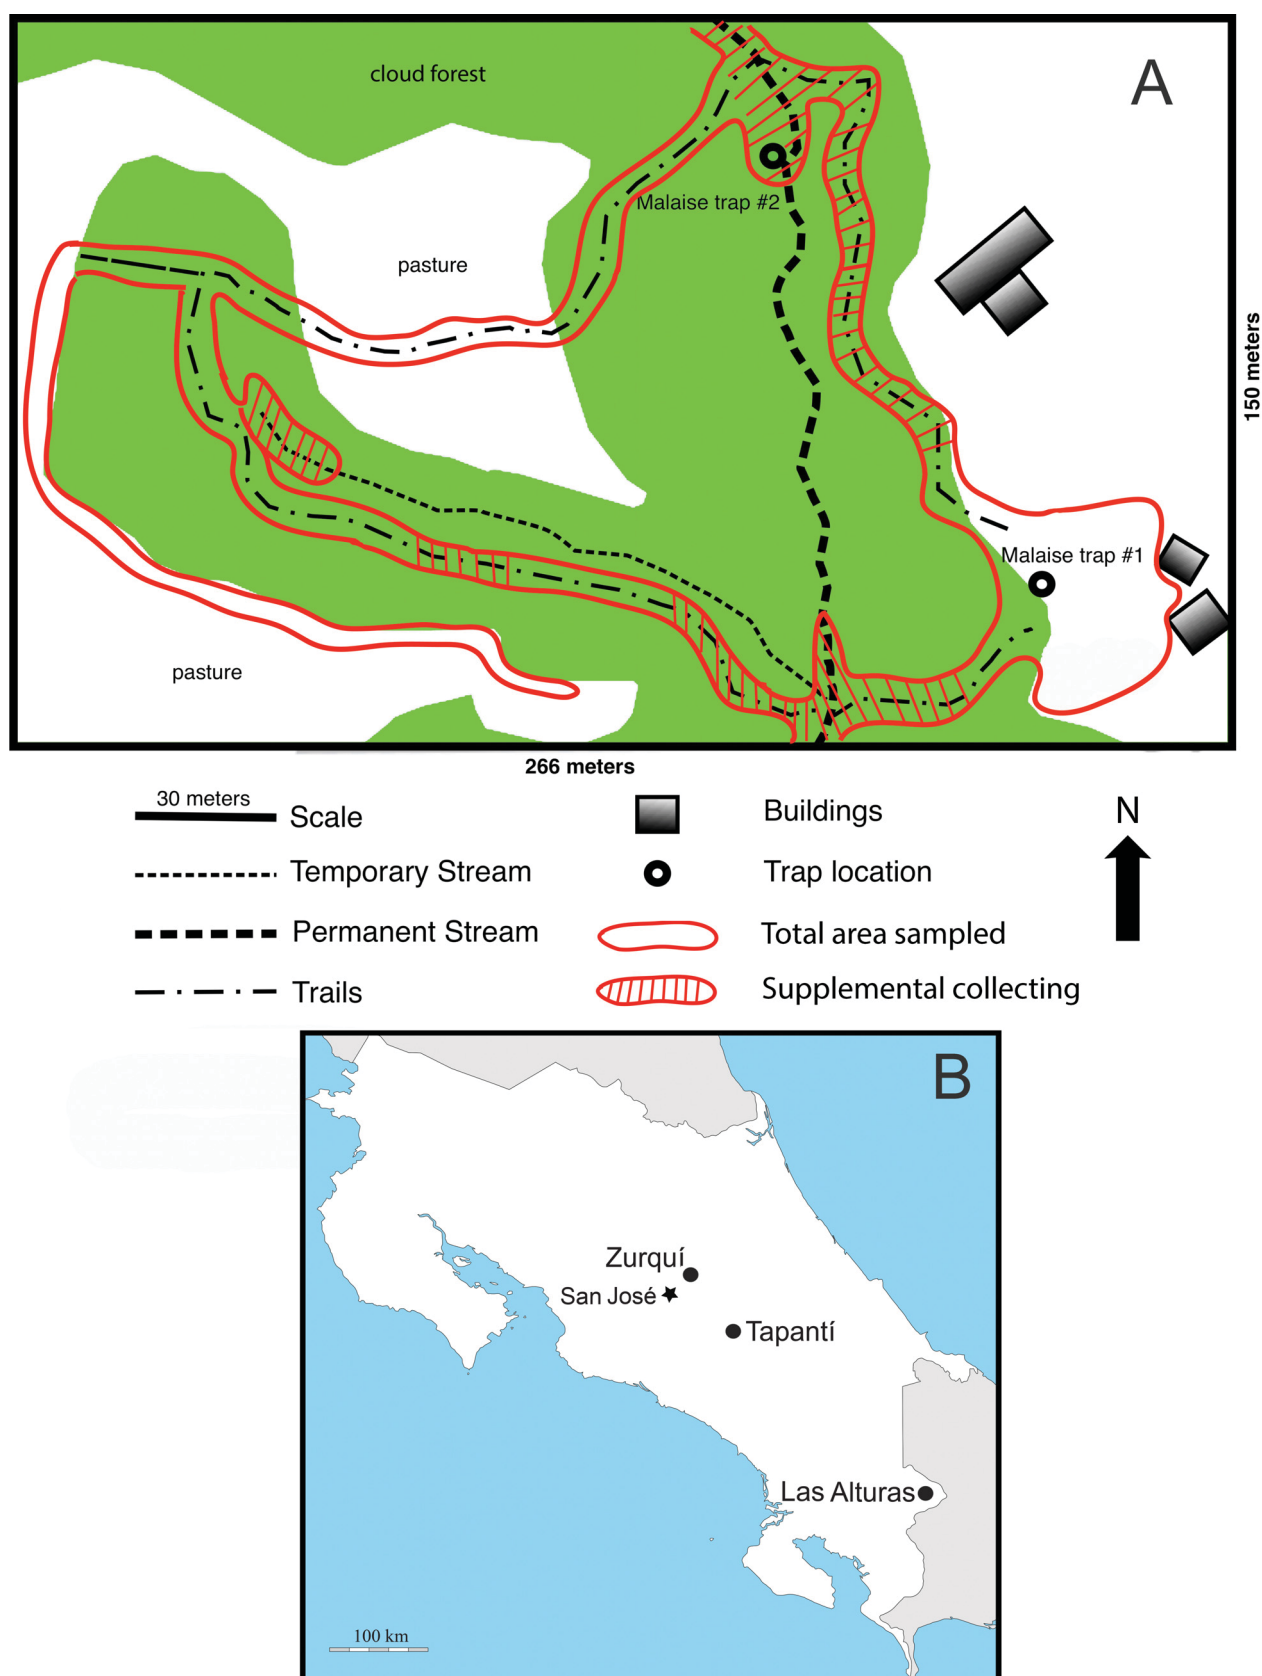 A
cloud forest
Malaise trap #2
pasture
150 meters
Malaise trap #1
pasture
266 meters
30 meters
Scale
Buildings
N
Temporary Stream
Trap location
Permanent Stream
Total area sampled
Trails
Supplemental collecting
B
Zurquí
San José
Tapantí
Las Alturas
100 km